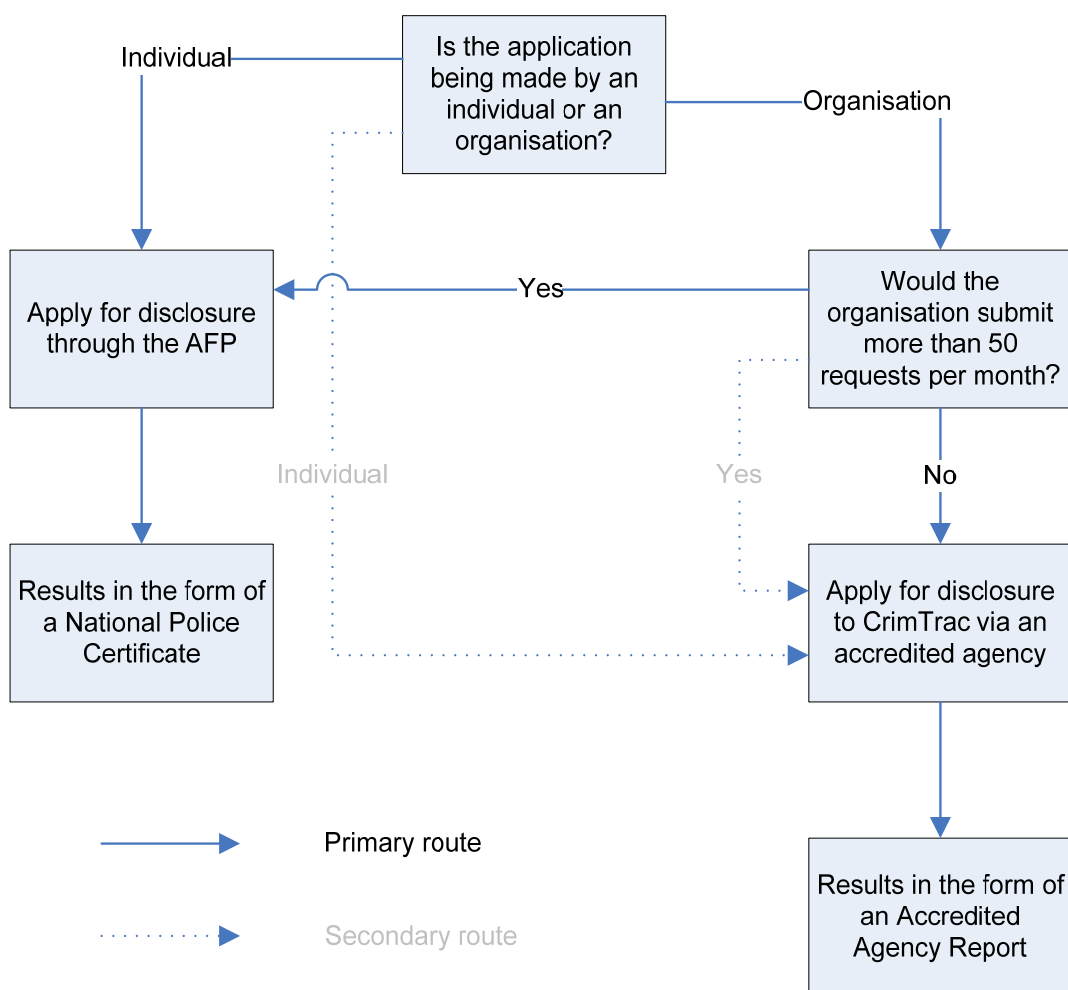 Is the application
being made by an
individual or an
organisation?
Individual
Organisation
Apply for disclosure
through the AFP
Yes
Would the
organisation submit
more than 50
requests per month?
Individual
Yes
No
Results in the form of
a National Police
Certificate
Apply for disclosure
to CrimTrac via an
accredited agency
Primary route
Secondary route
Results in the form of
an Accredited
Agency Report